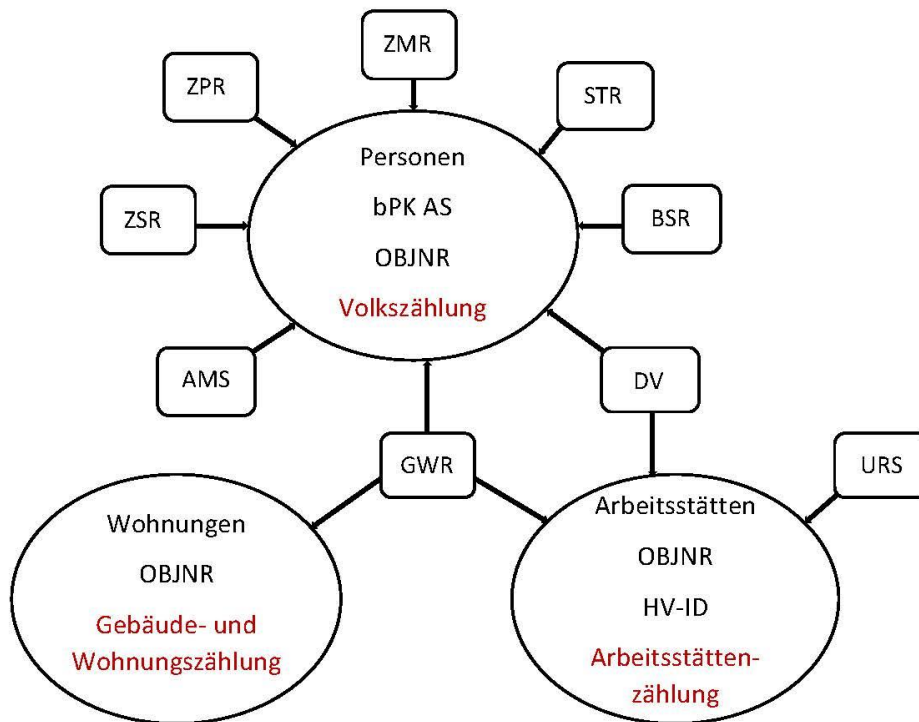 ZMR
ZPR
STR
Personen
bPK AS
ZSR
BSR
OBJNR
Volkszählung
AMS
DV
GWR
URS
Wohnungen
OBJNR
Gebäude- und
Wohnungszählung
Arbeitsstätten
OBJNR
HV-ID
Arbeitsstätten-
zählung